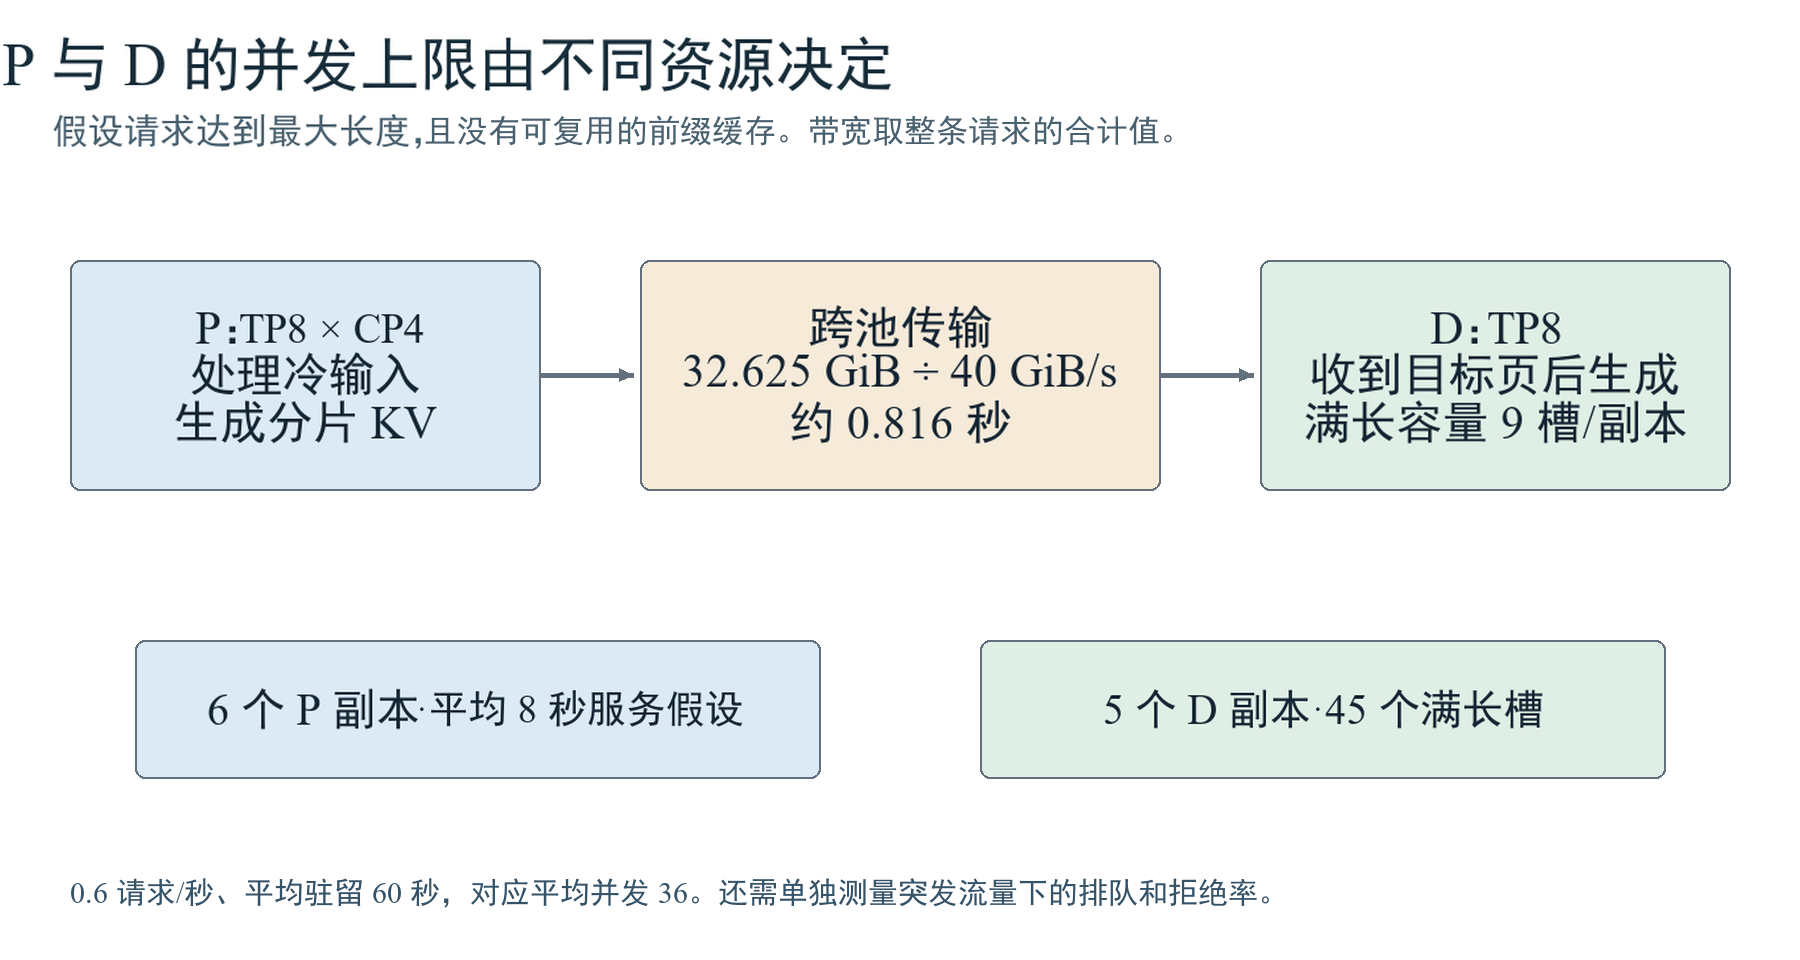 P 与 D 的并发上限由不同资源决定
假设请求达到最大长度,且没有可复用的前缀缓存。带宽取整条请求的合计值。
P:TP8 × CP4
处理冷输入
生成分片 KV
跨池传输
32.625 GiB ÷ 40 GiB/s
约 0.816 秒
D:TP8
收到目标页后生成
满长容量 9 槽/副本
6 个 P 副本·平均 8 秒服务假设
5 个 D 副本·45 个满长槽
0.6 请求/秒、平均驻留 60 秒，对应平均并发 36。还需单独测量突发流量下的排队和拒绝率。